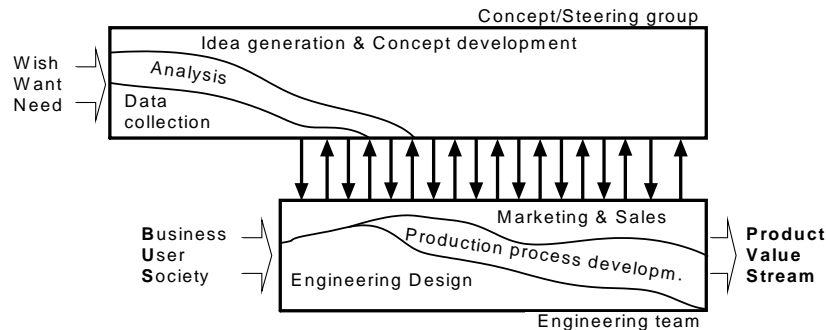 Concept/Steering group
Idea generation & Concept development
Wish
Want
Need
Analysis
Data
collection
Business
User
Society
Marketing & Sales
Production process developm.
Engineering Design
Product
Value
Stream
Engineering team